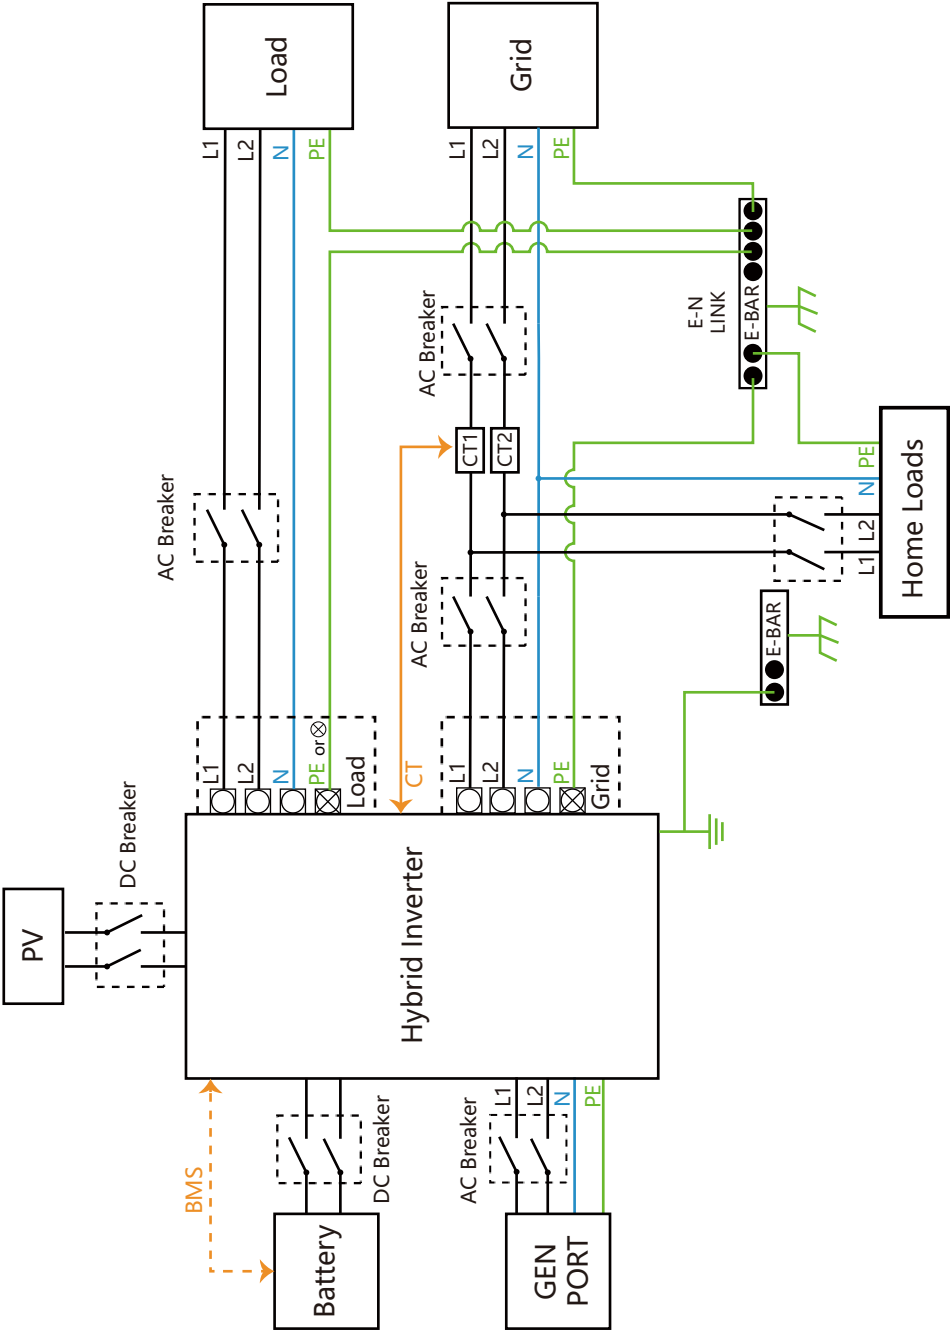 Load
Grid
L1
L2
N
PE
L1
L2
N
PE
E-N
LINK
E-BAR
AC Breaker
CT1
CT2
AC Breaker
AC Breaker
Home Loads
PE
N
L2
L1
E-BAR
L1
L2
N
PE or
Load
CT
L1
L2
N
PE
Grid
DC Breaker
PV
Hybrid Inverter
BMS
DC Breaker
Battery
AC Breaker
L1
L2
N
PE
GEN
PORT